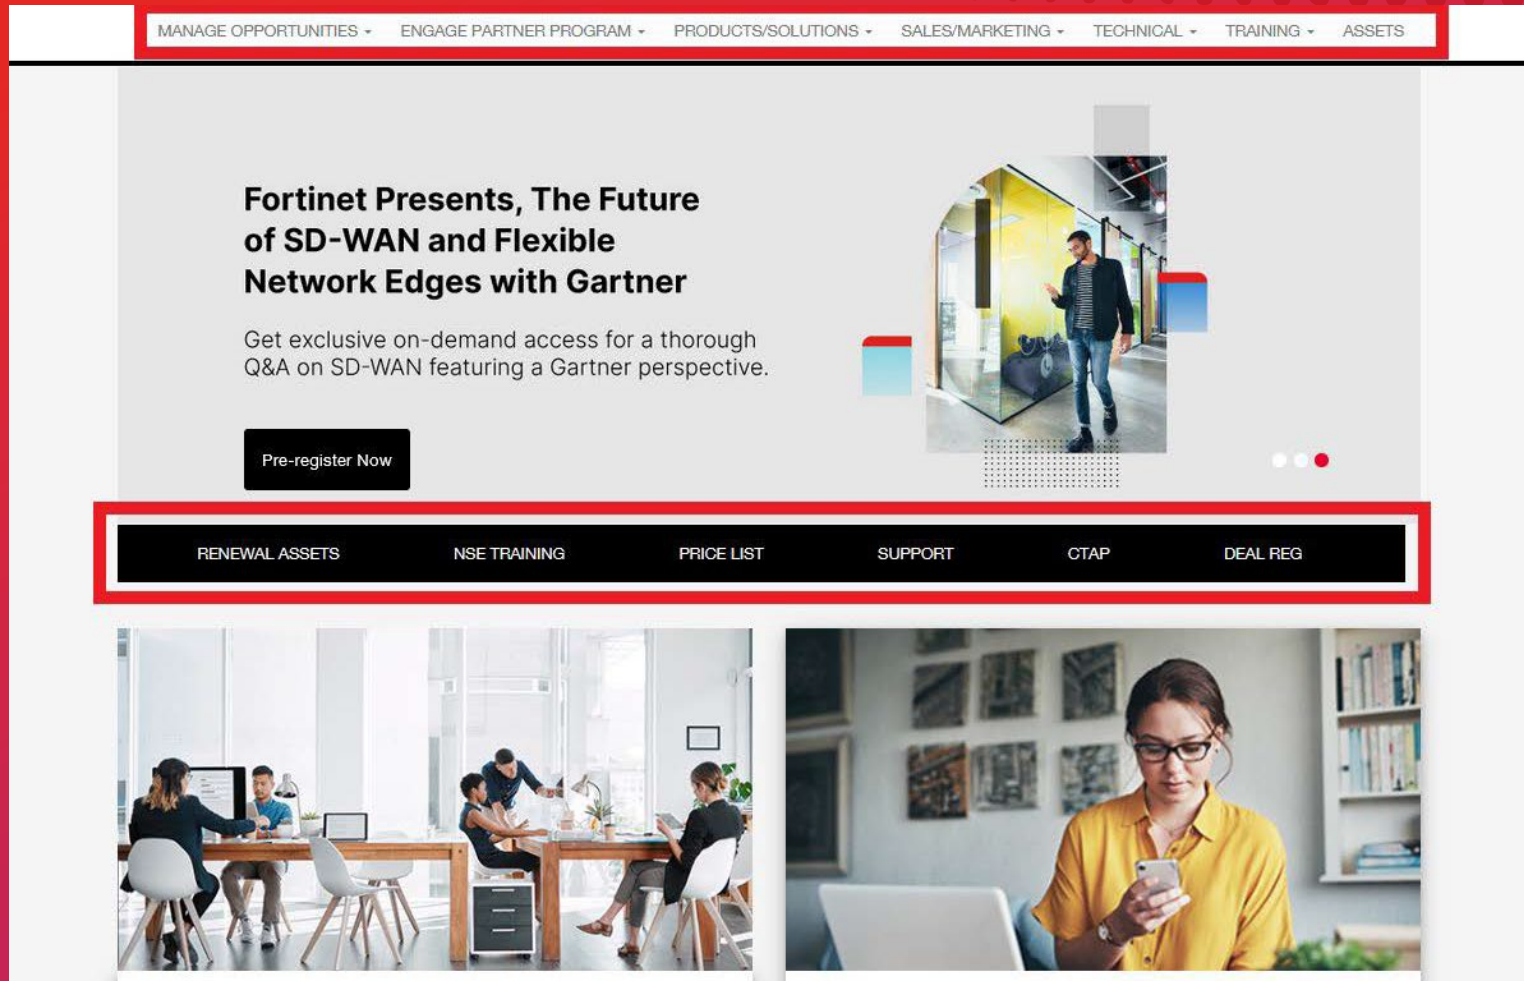 MANAGE OPPORTUNITIES ENGAGE PARTNER PROGRAM PRODUCTS/SOLUTIONS SALES/MARKETING TECHNICAL TRAINING ASSETS
Fortinet Presents, The Future
of SD-WAN and Flexible
Network Edges with Gartner
Get exclusive on-demand access for a thorough
Q&A on SD-WAN featuring a Gartner perspective.
Pre-register Now
RENEWAL ASSETS NSE TRAINING PRICE LIST SUPPORT CTAP DEAL REG